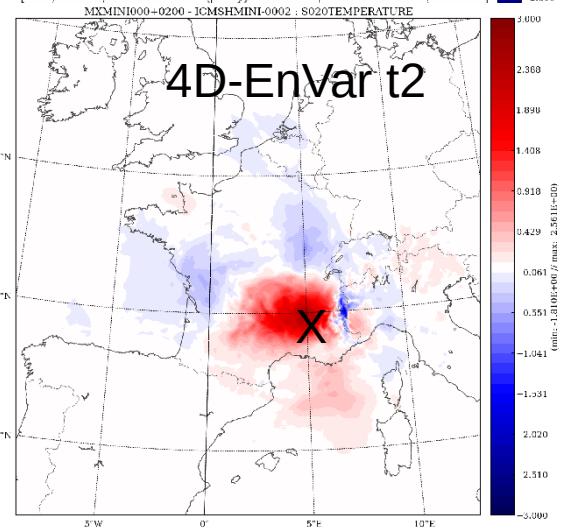 MXMINI000+0200 - ICMSHMINI-0002 : S020TEMPERATURE
4D-EnVar t2
X
3.000
2.368
1.898
1.408
0.918
0.429
0.061
−0.551
−1.041
−1.531
2.020
2.510
−3.000
(min: -1.810E+00 // max: 2.561E+00)
°N
°N
°N
5°W
0°
5°E
10°E